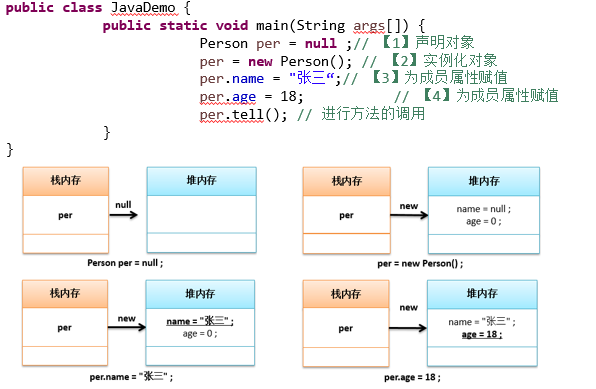 public class JavaDemo {
public static void main(String args[]) {
Person per = null ;// 【1】声明对象
per = new Person(); // 【2】实例化对象
per.name = "张三“;// 【3】为成员属性赋值
per.age = 18; // 【4】为成员属性赋值
per.tell(); // 进行方法的调用
}
}
栈内存
null
堆内存
per
Person per = null ;
栈内存
new
堆内存
per
name = null ;
age = 0 ;
per = new Person() ;
栈内存
new
堆内存
per
name = "张三" ;
age = 0 ;
per.name = "张三" ;
栈内存
new
堆内存
per
name = "张三" ;
age = 18 ;
per.age = 18 ;